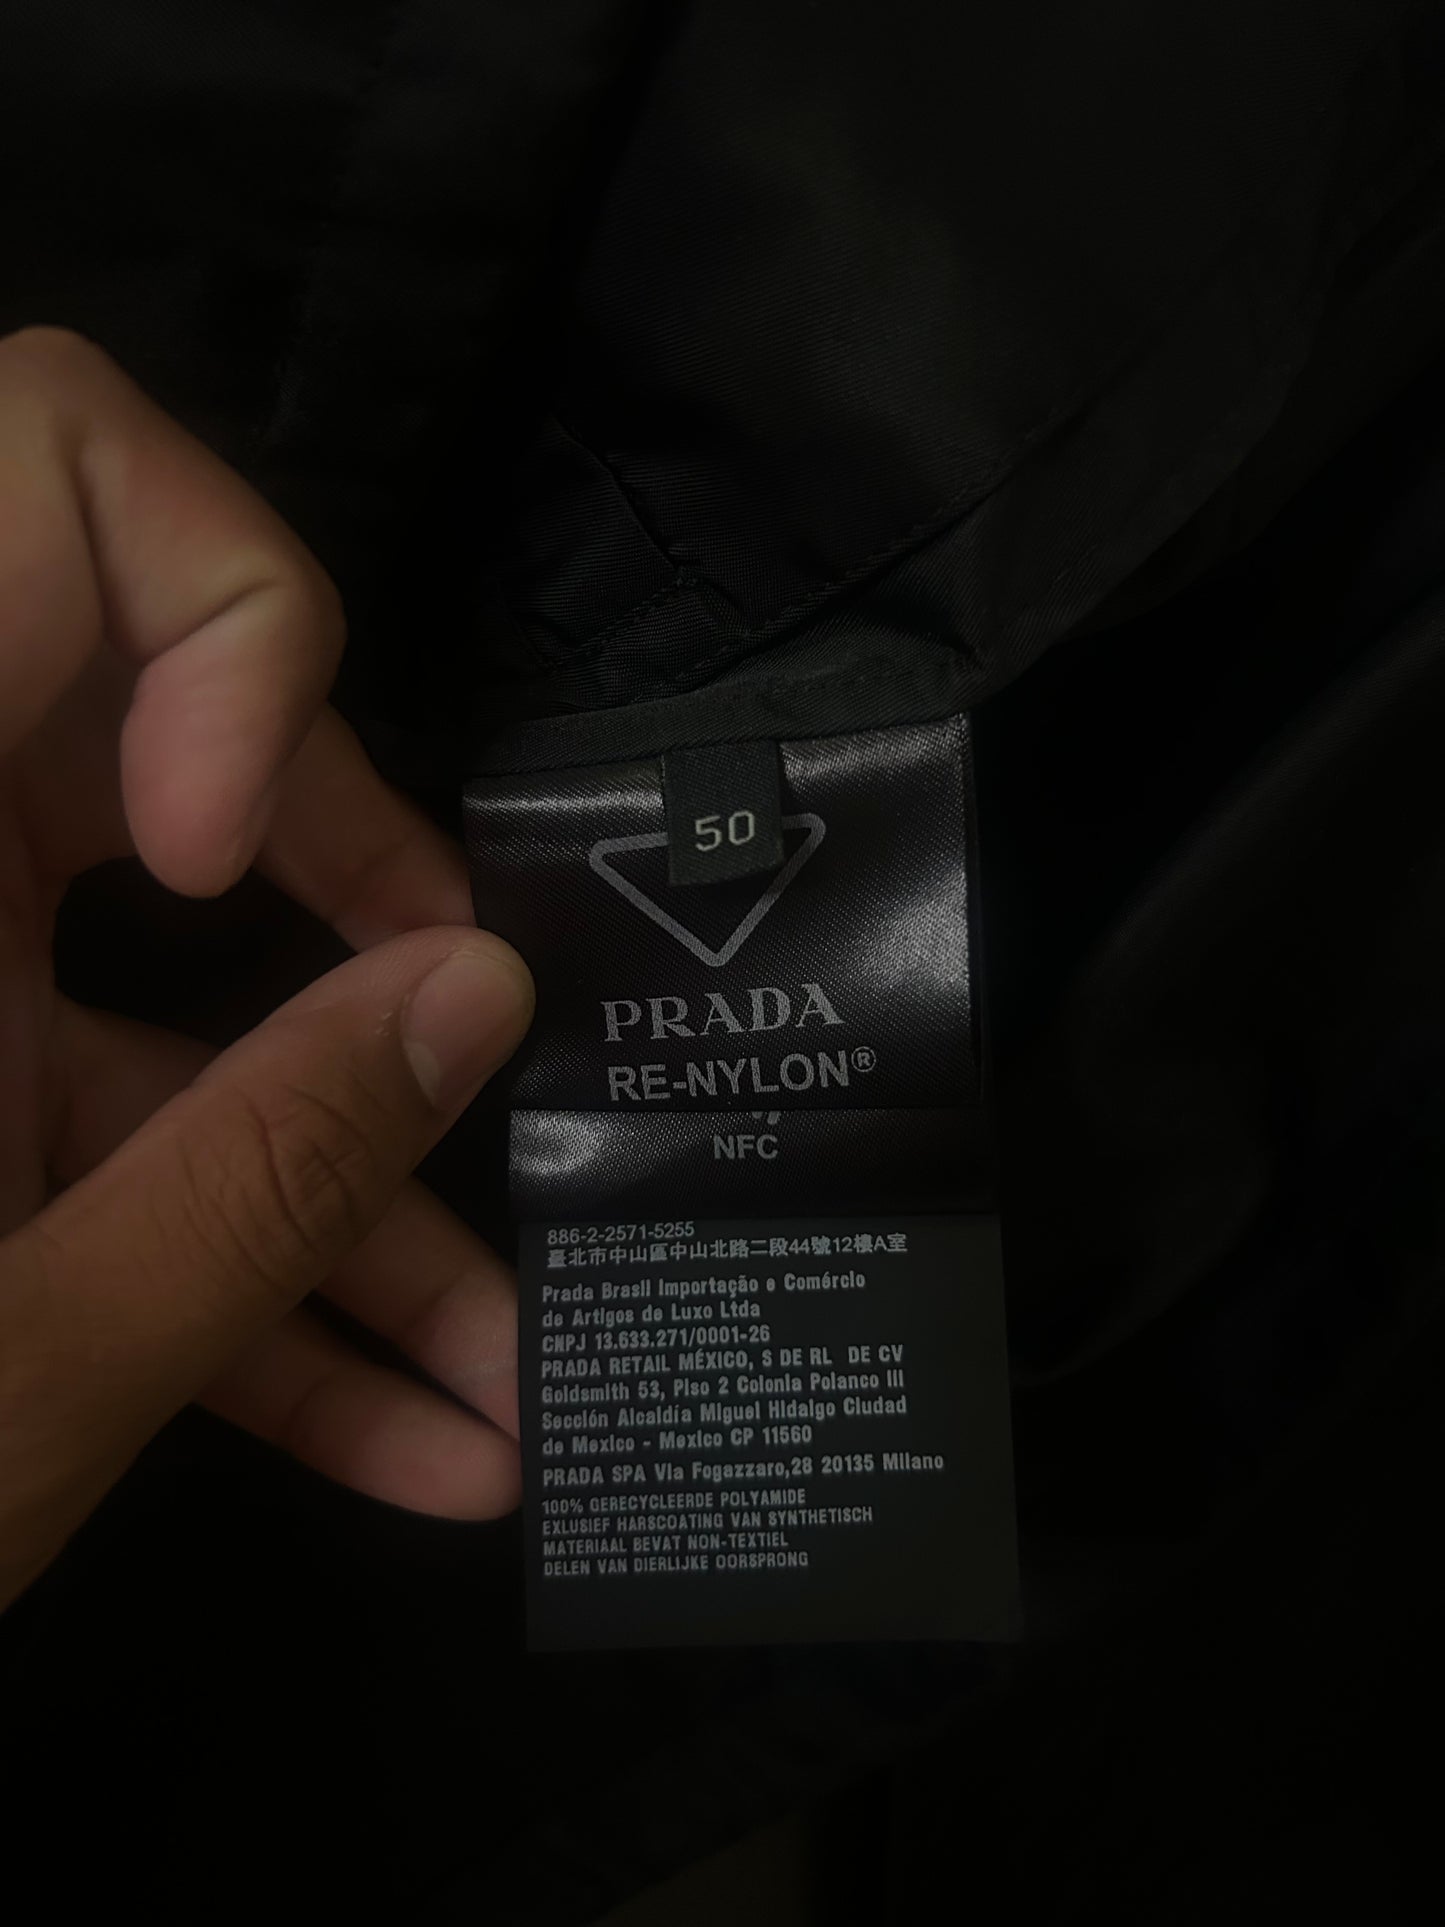 50
PRADA
RE-NYLON®
NFC
886-2-2571-5255
臺北市中山區中山北路二段44號12樓A室
Prada Brasil Importação e Comércio
de Artigos de Luxo Ltda
CNPJ 13.633.271/0001-26
PRADA RETAIL MÉXICO, S DE RL DE CV
Goldsmith 53, Piso 2 Colonia Polanco III
Sección Alcaldía Miguel Hidalgo Ciudad
de Mexico - Mexico CP 11560
PRADA SPA Via Fogazzaro,28 20135 Milano
100% GERECYCLEERDE POLYAMIDE
EXLUSIEF HARSCOATING VAN SYNTHETISCH
MATERIAAL BEVAT NON-TEXTIEL
DELEN VAN DIERLIJKE OORSPRONG